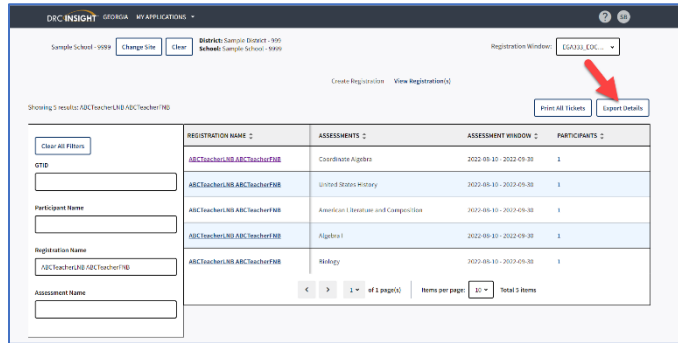 DRC INSIGHT GEORGIA MY APPLICATIONS
? SB
Sample School - 9999 Change Site Clear District: Sample District - 999
School: Sample School - 9999
Registration Window:
Create Registration View Registration(s)
Showing 5 results: ABCTeacherLNB ABCTeacherFNB
Print All Tickets Export Details
Clear All Filters
GTID
Participant Name
Registration Name
ABCTeacherLNB ABCTeacherFNB
Assessment Name
REGISTRATION NAME ASSESSMENTS ASSESSMENT WINDOW PARTICIPANTS
ABCTeacherLNB ABCTeacherFNB Coordinate Algebra 2022-08-10 - 2022-09-30 1
ABCTeacherLNB ABCTeacherFNB United States History 2022-08-10 - 2022-09-30 1
ABCTeacherLNB ABCTeacherFNB American Literature and Composition 2022-08-10 - 2022-09-30 1
ABCTeacherLNB ABCTeacherFNB Algebra I 2022-08-10 - 2022-09-30 1
ABCTeacherLNB ABCTeacherFNB Biology 2022-08-10 - 2022-09-30 1
< > 1 of 1 page(s) Items per page: 10 Total 5 items